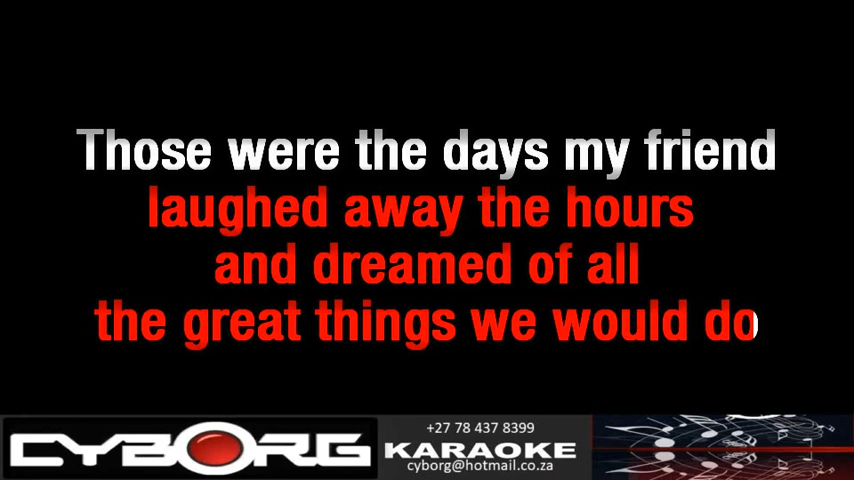 Those were the days my friend
laughed away the hours
and dreamed of all
the great things we would do
CYBORG
+27 78 437 8399
KARAOKE
cyborg@hotmail.co.za